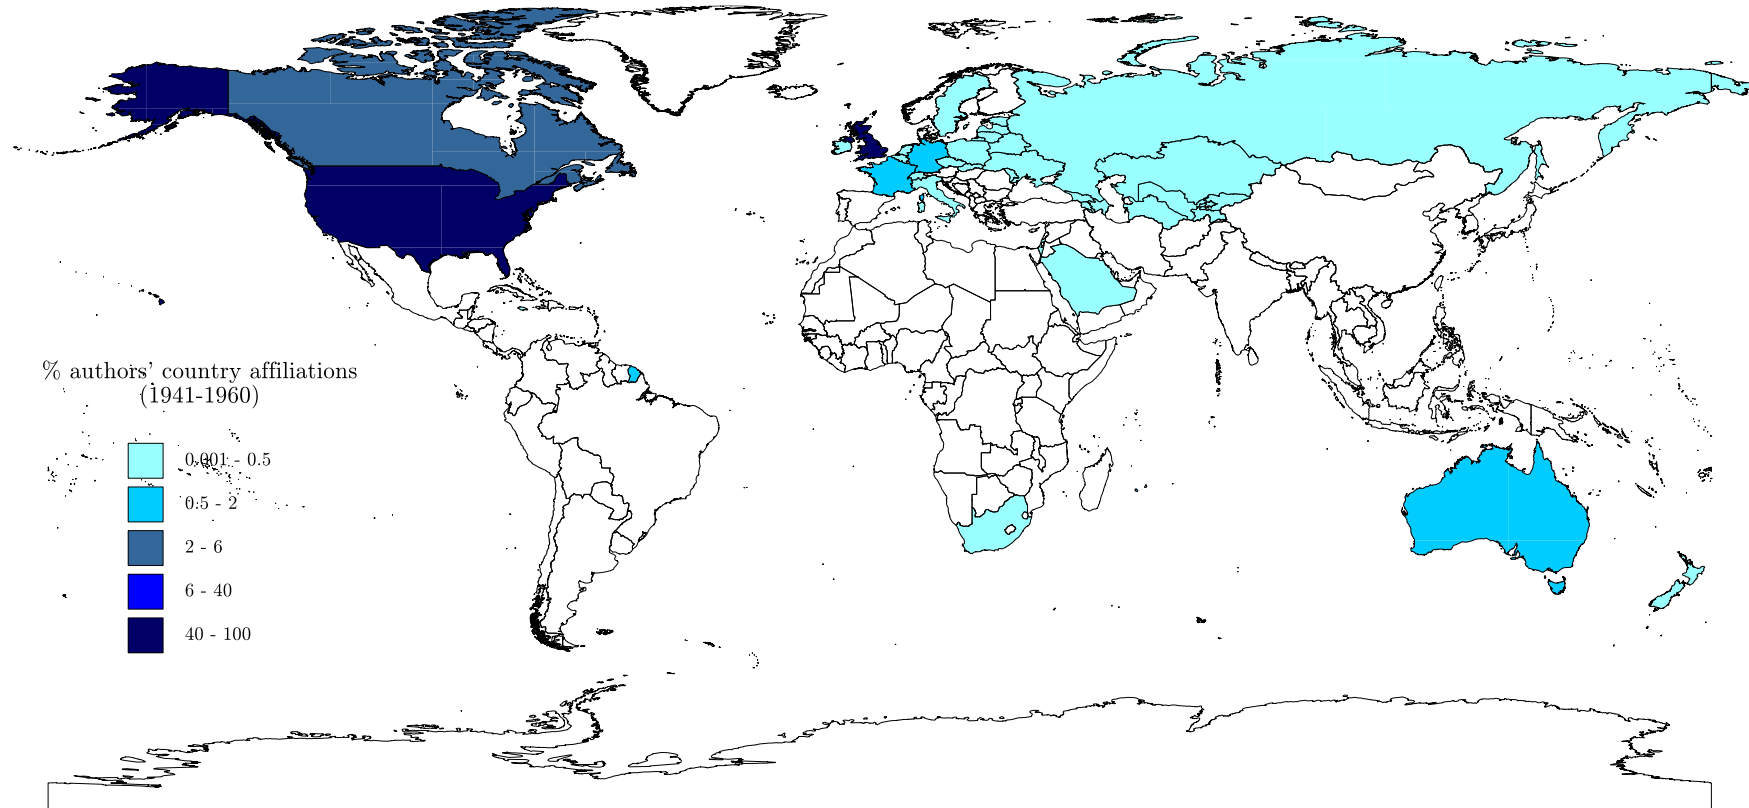 % authors' country affiliations
(1941-1960)
0.001 - 0.5
0.5 - 2
2 - 6
6 - 40
40 - 100